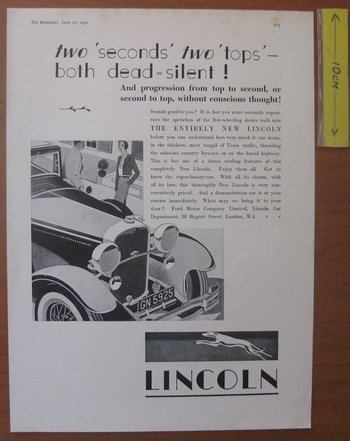 The Bystander, June 17, 1931
two 'seconds' two 'tops'—
both dead=silent !
And progression from top to second, or
second to top, without conscious thought!
Sounds good to you? It is, but you must certainly experi-
ence the operation of the free-wheeling device built into
THE ENTIRELY NEW LINCOLN
before you can understand how very much it can mean,
in the thickest, most turgid of Town traffic, threading
the winsome country byways, or on the broad highway.
This is but one of a dozen exciting features of this
completely New Lincoln. Enjoy them all. Get to
know the super-luxury-car. With all its charm, with
all its lure, this thoroughly New Lincoln is very con-
servatively priced. And a demonstration car is at your
service immediately. When may we bring it to your
door? Ford Motor Company Limited, Lincoln Car
Department, 88 Regent Street, London, W.1
GN 5925
LINCOLN
10CM